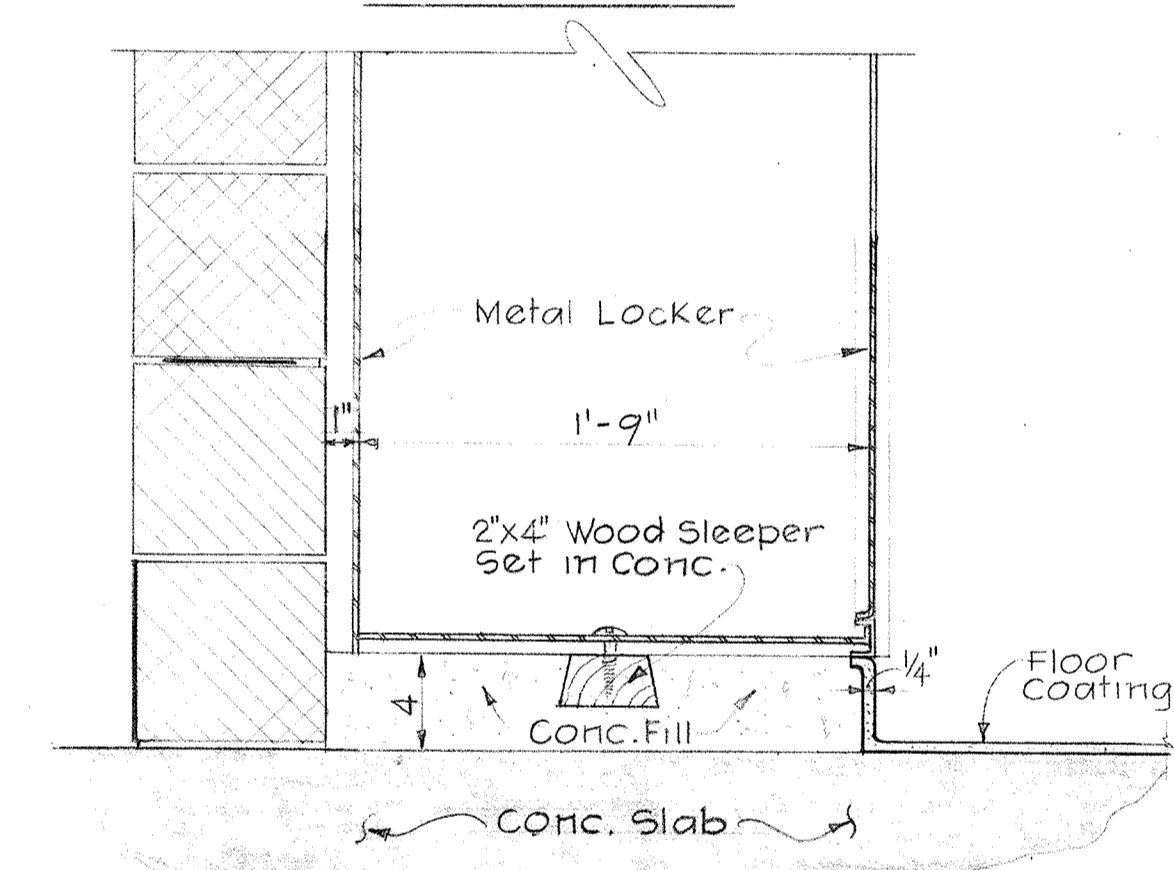 Metal Locker
1"
1'-9"
2"x4" Wood Sleeper
Set in Conc.
1/4"
Floor
Coating
4
Conc. Fill
Conc. Slab